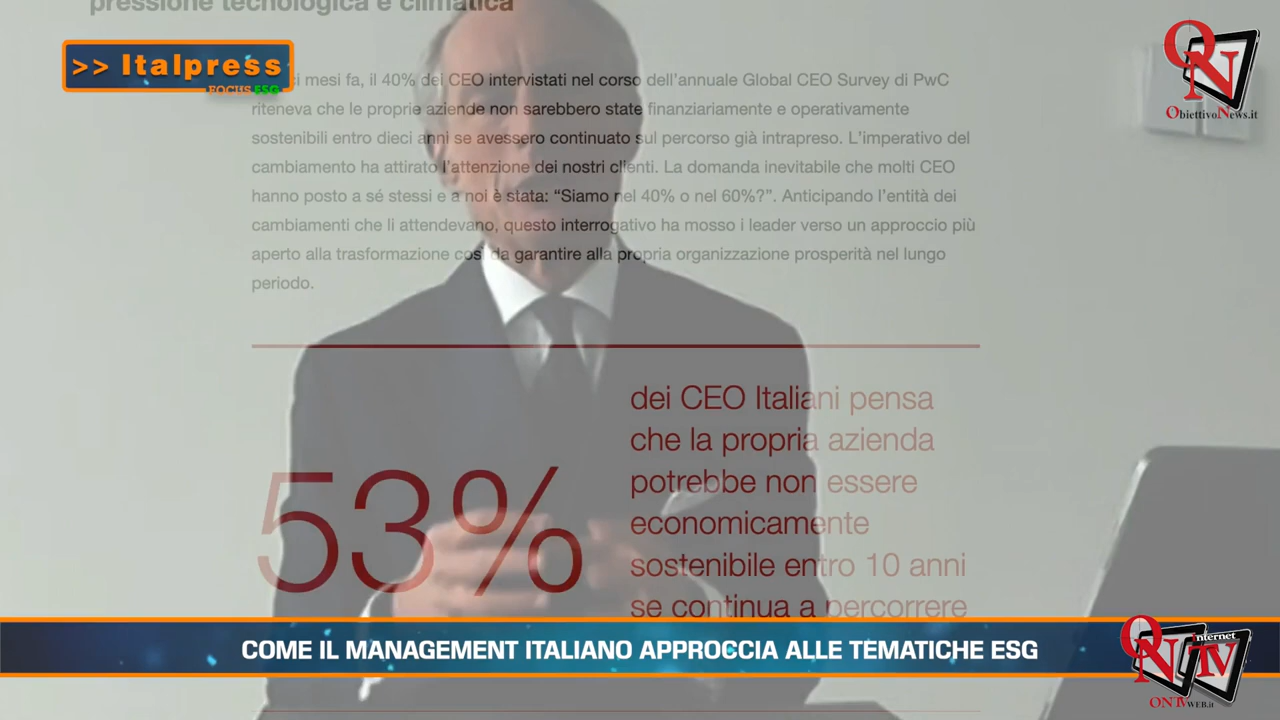 pressione tecnologica e climatica
>> Italpress
FOCUS ESG
mesi fa, il 40% dei CEO intervistati nel corso dell'annuale Global CEO Survey di PwC
riteneva che le proprie aziende non sarebbero state finanziariamente e operativamente
sostenibili entro dieci anni se avessero continuato sul percorso già intrapreso. L'imperativo del
cambiamento ha attirato l'attenzione dei nostri clienti. La domanda inevitabile che molti CEO
hanno posto a sé stessi e a noi è stata: “Siamo nel 40% o nel 60%?”. Anticipando l'entità dei
cambiamenti che li attendevano, questo interrogativo ha mosso i leader verso un approccio più
aperto alla trasformazione così da garantire alla propria organizzazione prosperità nel lungo
periodo.
ON
ObiettivoNews.it
53%
dei CEO Italiani pensa
che la propria azienda
potrebbe non essere
economicamente
sostenibile entro 10 anni
se continua a percorrere
COME IL MANAGEMENT ITALIANO APPROCCIA ALLE TEMATICHE ESG
ON internet TV
ON TV WEB.it